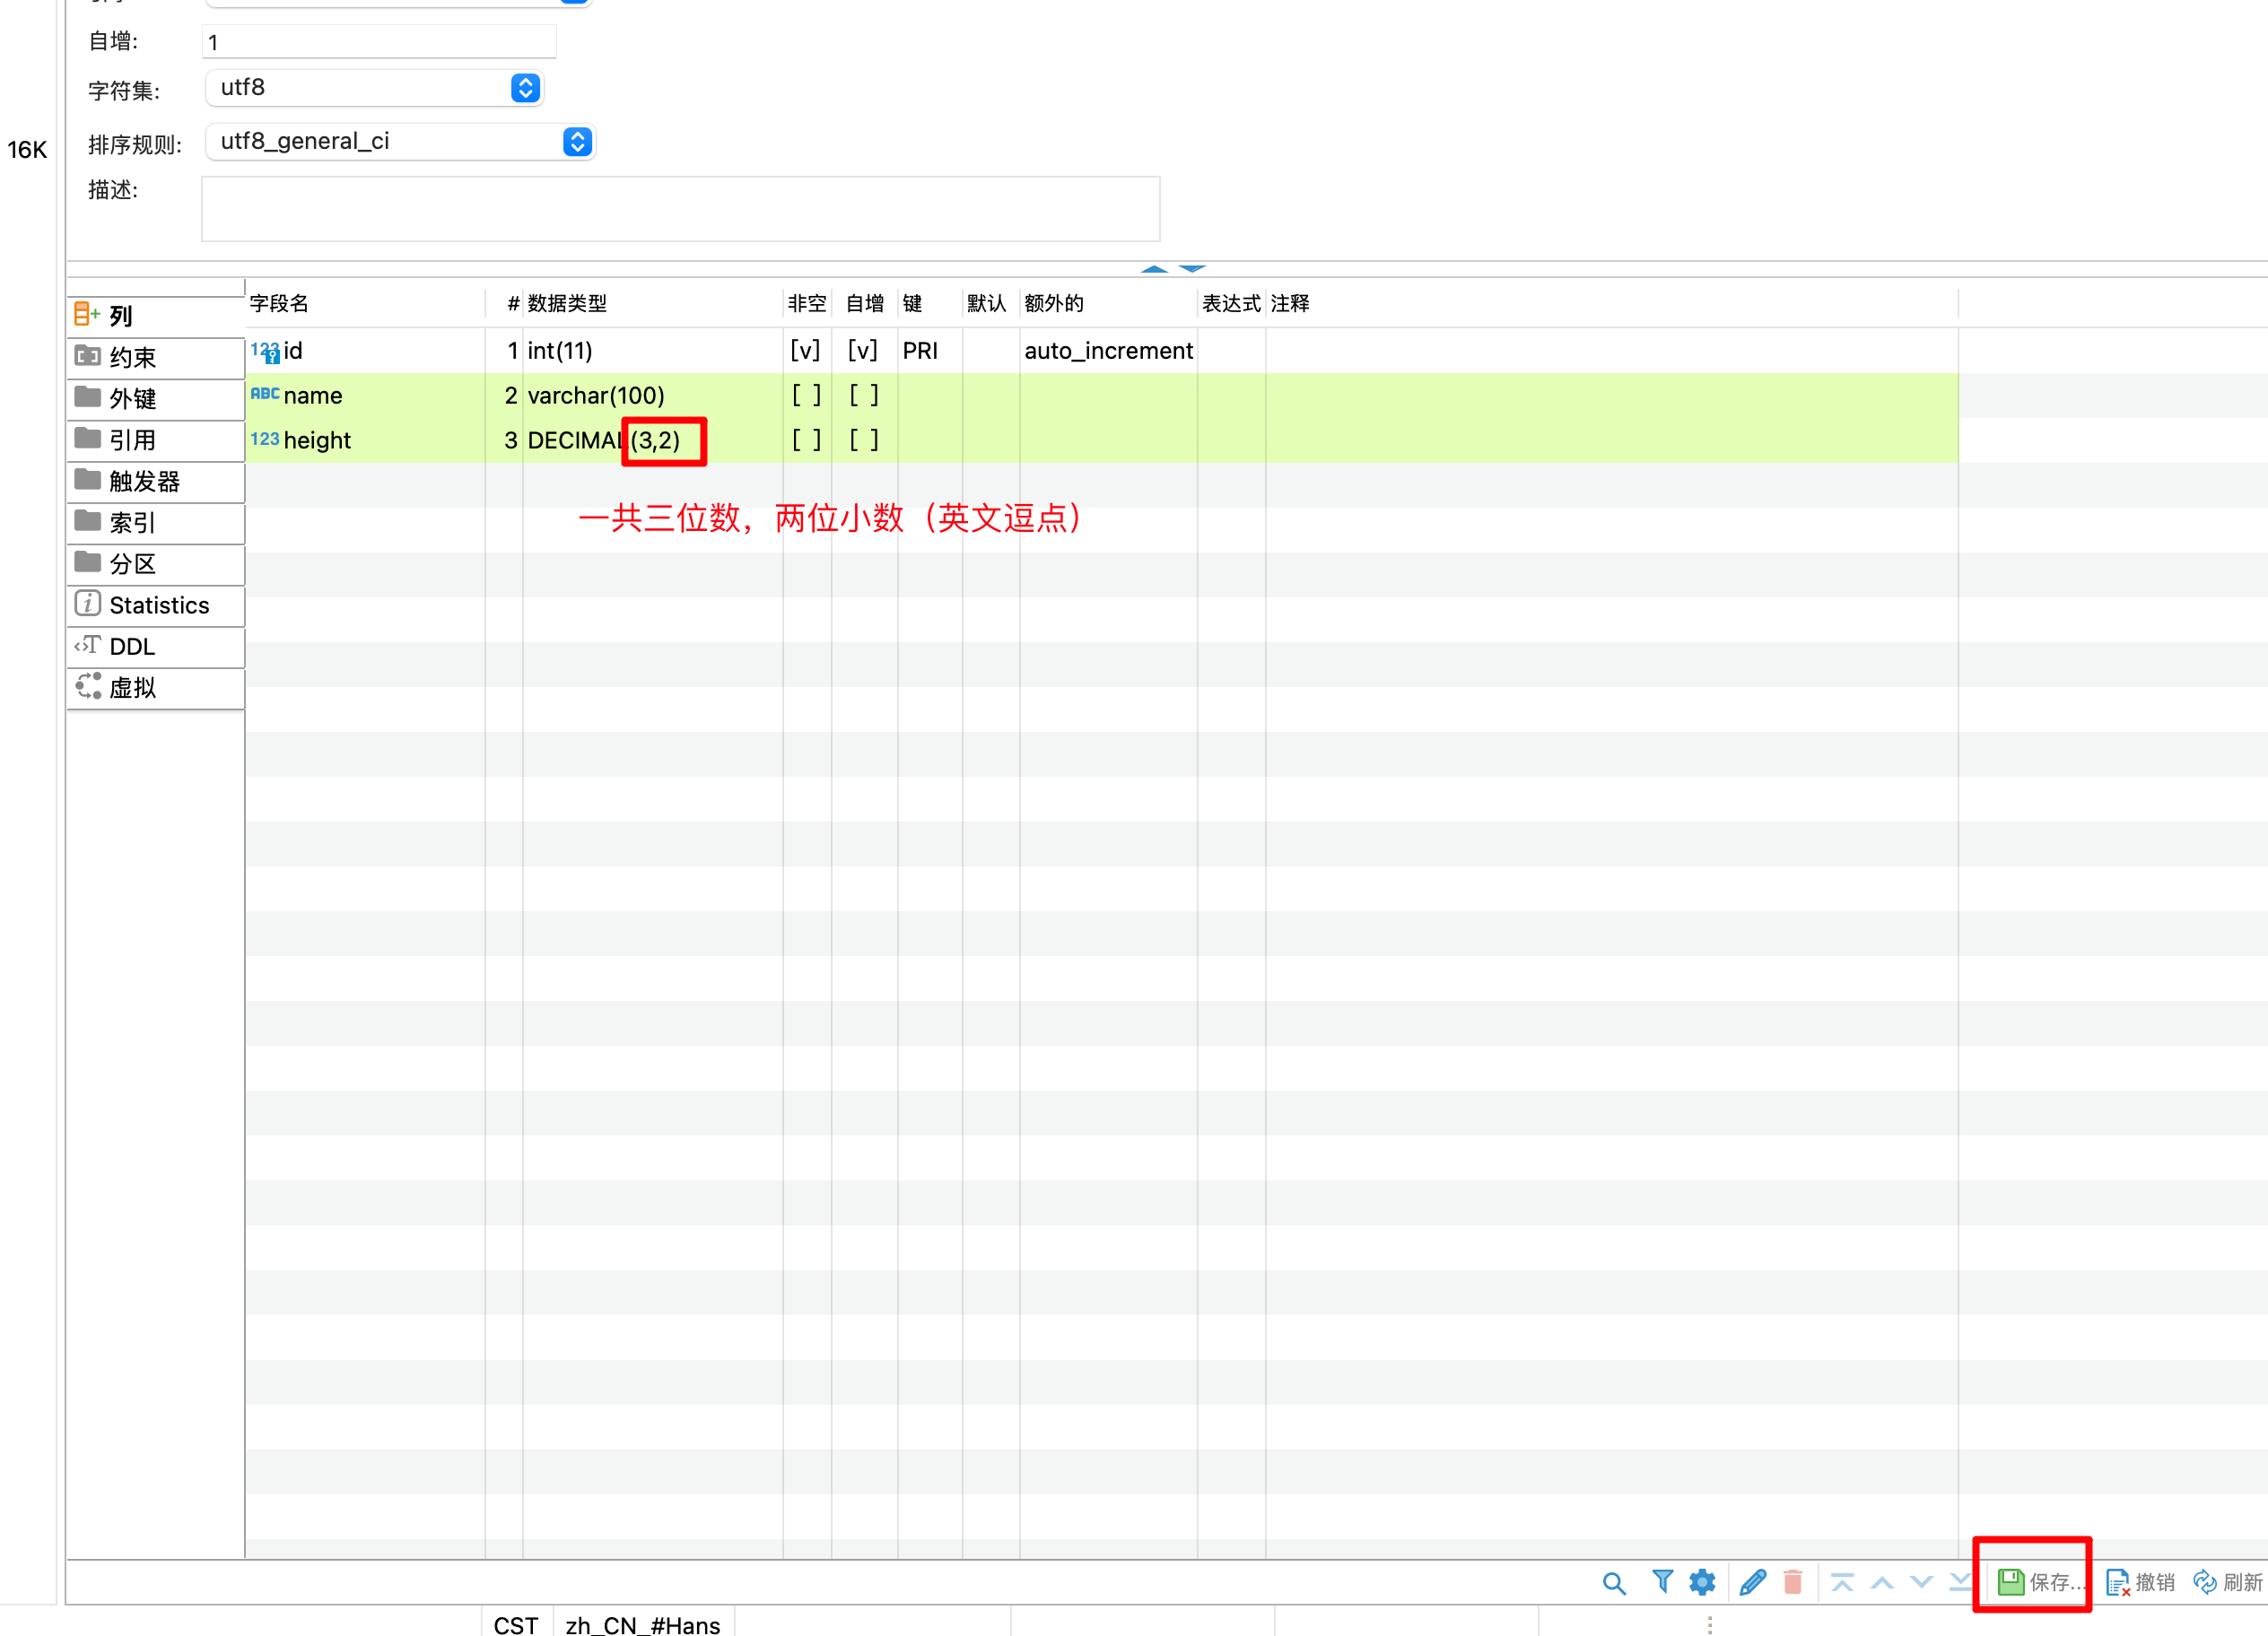 自增: 1
字符集: utf8
16K
排序规则: utf8_general_ci
描述:
字段名 # 数据类型 非空 自增 键 默认 额外的 表达式 注释
列
123 id 1 int(11) [v] [v] PRI auto_increment
约束
ABC name 2 varchar(100) [ ] [ ]
外键
123 height 3 DECIMAL(3,2) [ ] [ ]
引用
触发器
一共三位数，两位小数（英文逗点）
索引
分区
Statistics
DDL
虚拟
保存... 撤销 刷新
CST zh_CN_#Hans